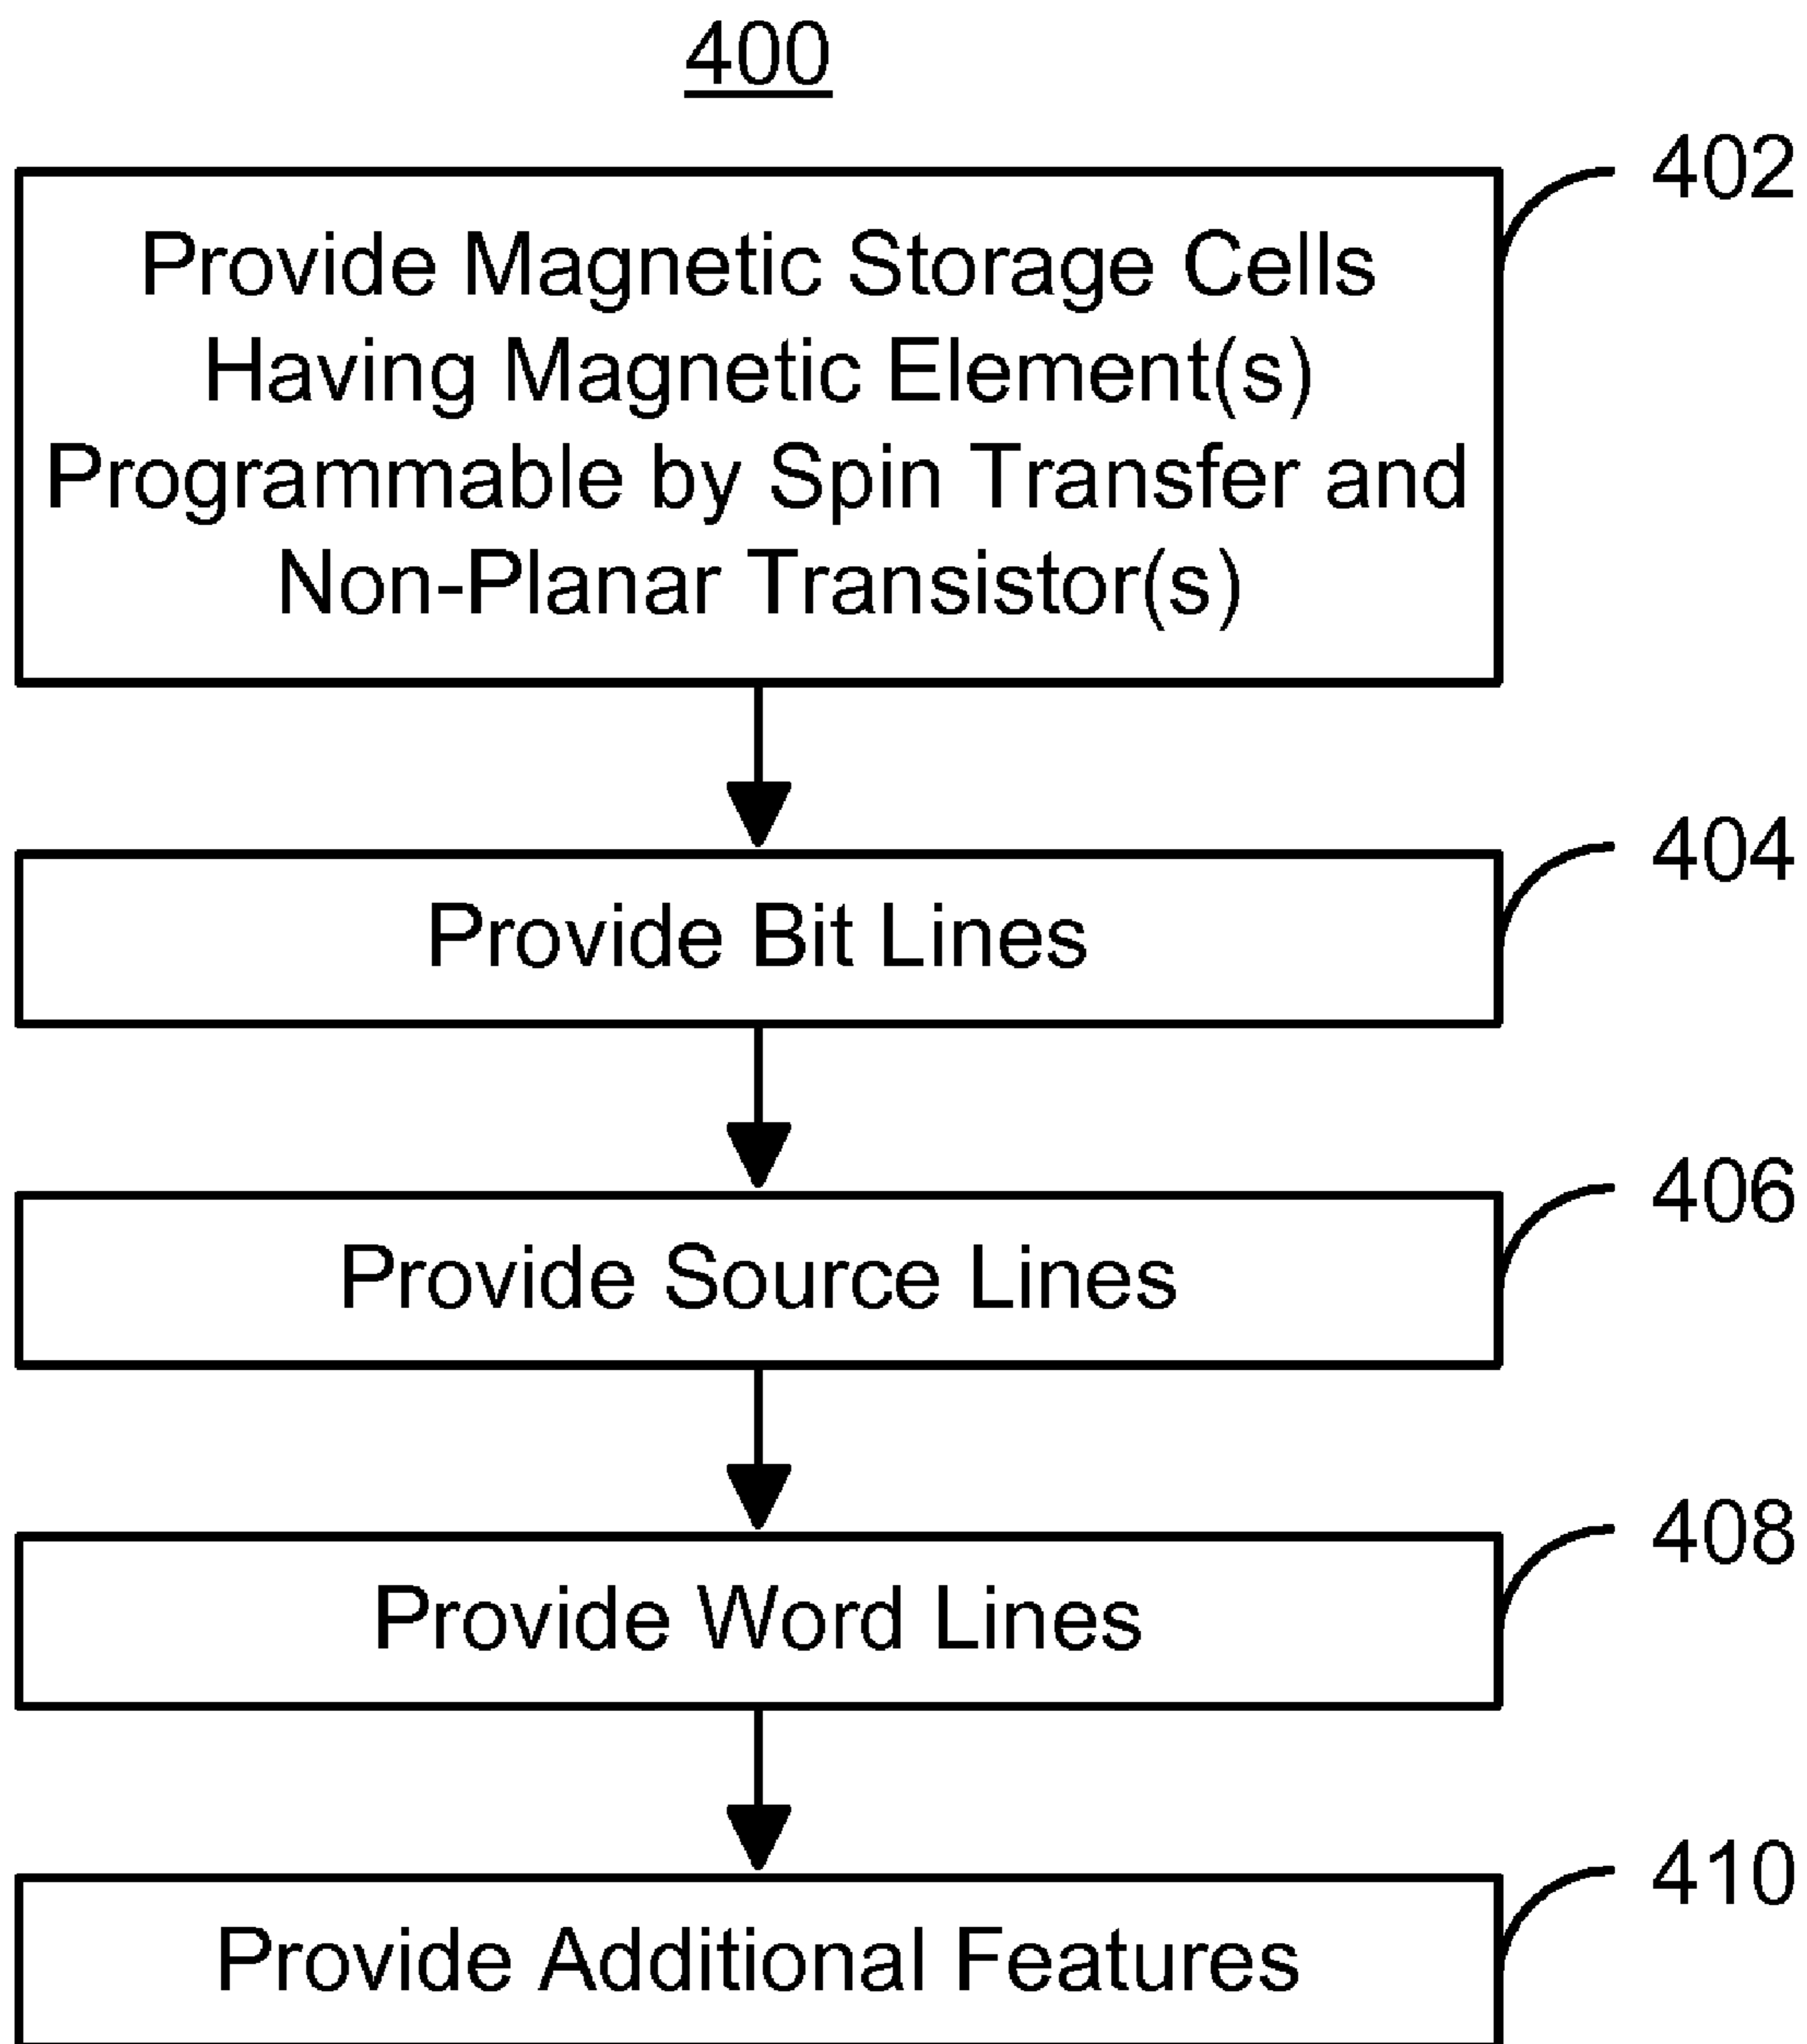 400
402
Provide Magnetic Storage Cells
Having Magnetic Element(s)
Programmable by Spin Transfer and
Non-Planar Transistor(s)
404
Provide Bit Lines
406
Provide Source Lines
408
Provide Word Lines
410
Provide Additional Features